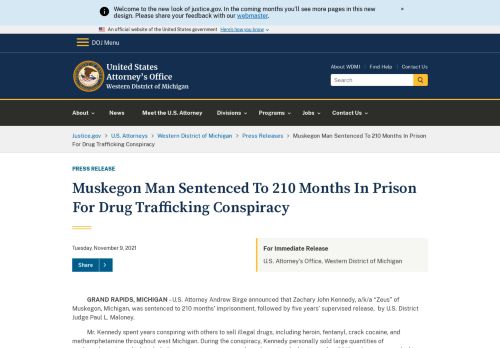 Welcome to the new look of justice.gov. In the coming months you'll see more pages in this new
design. Please share your feedback with our webmaster.
×
An official website of the United States government Here's how you know
DOJ Menu
United States
Attorney's Office
Western District of Michigan
About WDMI Find Help Contact Us
Search
About News Meet the U.S. Attorney Divisions Programs Jobs Contact Us
Justice.gov > U.S. Attorneys > Western District of Michigan > Press Releases > Muskegon Man Sentenced To 210 Months In Prison
For Drug Trafficking Conspiracy
PRESS RELEASE
Muskegon Man Sentenced To 210 Months In Prison
For Drug Trafficking Conspiracy
Tuesday, November 9, 2021
Share >
For Immediate Release
U.S. Attorney's Office, Western District of Michigan
GRAND RAPIDS, MICHIGAN - U.S. Attorney Andrew Birge announced that Zachary John Kennedy, a/k/a "Zeus" of
Muskegon, Michigan, was sentenced to 210 months' imprisonment, followed by five years' supervised release, by U.S. District
Judge Paul L. Maloney.
Mr. Kennedy spent years conspiring with others to sell illegal drugs, including heroin, fentanyl, crack cocaine, and
methamphetamine throughout west Michigan. During the conspiracy, Kennedy personally sold large quantities of